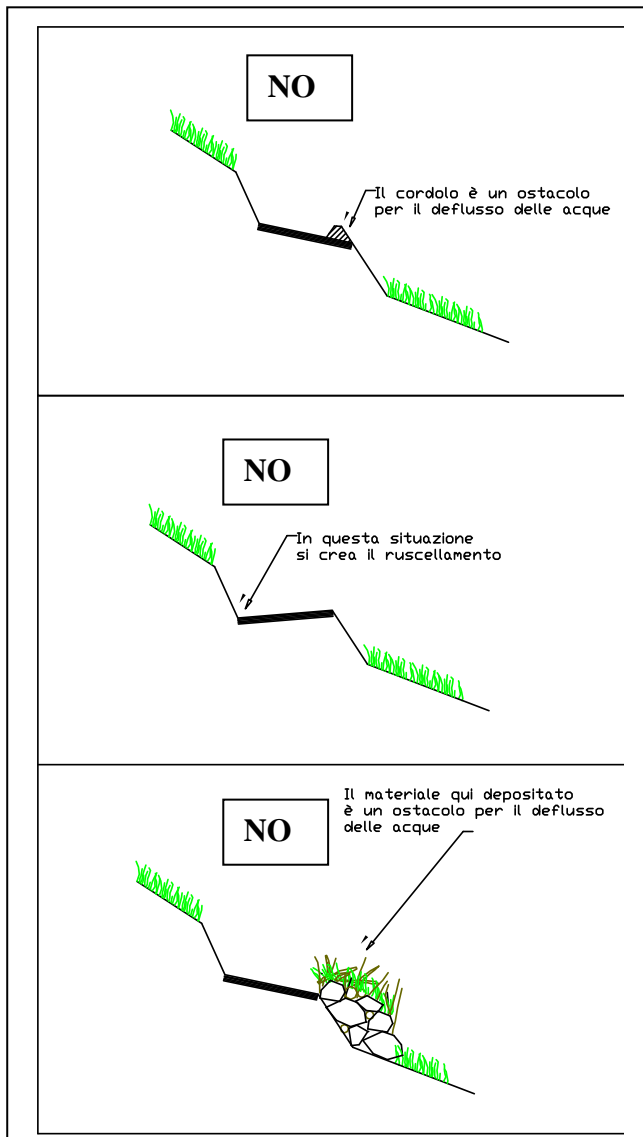 NO
Il cordolo è un ostacolo
per il deflusso delle acque
NO
In questa situazione
si crea il ruscellamento
NO
Il materiale qui depositato
è un ostacolo per il deflusso
delle acque